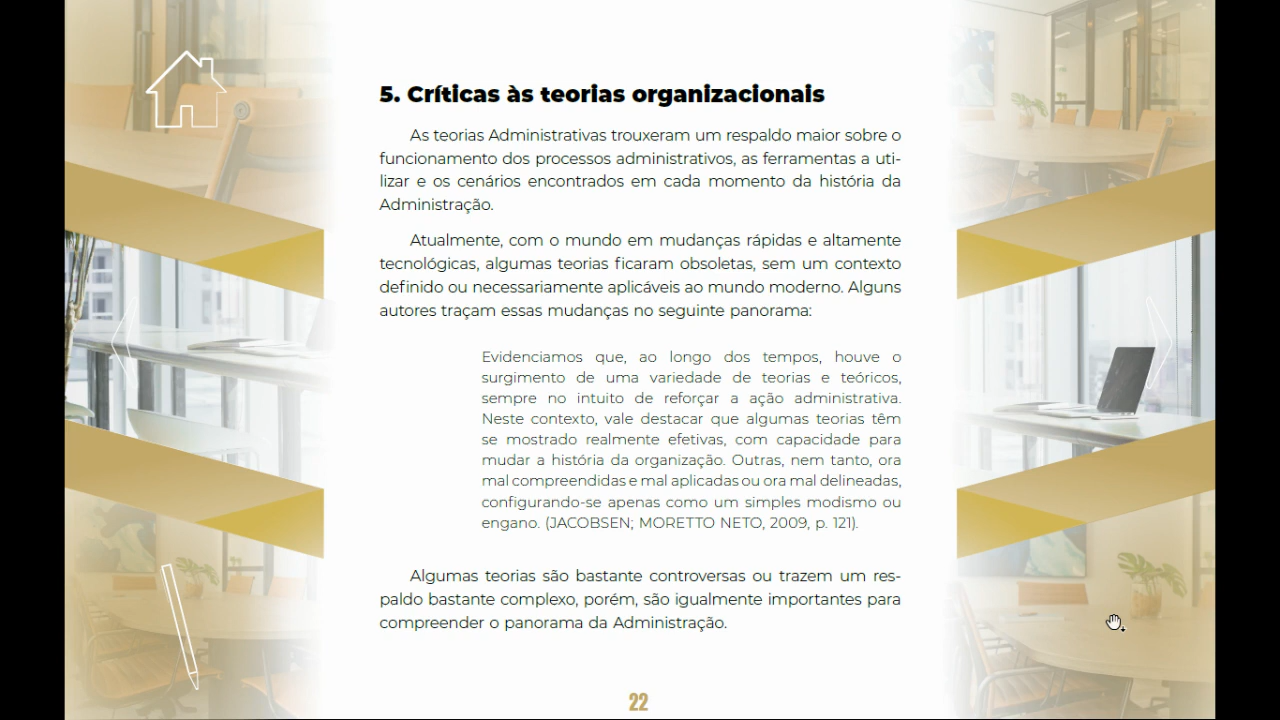 5. Críticas às teorias organizacionais
As teorias Administrativas trouxeram um respaldo maior sobre o
funcionamento dos processos administrativos, as ferramentas a uti-
lizar e os cenários encontrados em cada momento da história da
Administração.
Atualmente, com o mundo em mudanças rápidas e altamente
tecnológicas, algumas teorias ficaram obsoletas, sem um contexto
definido ou necessariamente aplicáveis ao mundo moderno. Alguns
autores traçam essas mudanças no seguinte panorama:
Evidenciamos que, ao longo dos tempos, houve o
surgimento de uma variedade de teorias e teóricos,
sempre no intuito de reforçar a ação administrativa.
Neste contexto, vale destacar que algumas teorias têm
se mostrado realmente efetivas, com capacidade para
mudar a história da organização. Outras, nem tanto, ora
mal compreendidas e mal aplicadas ou ora mal delineadas,
configurando-se apenas como um simples modismo ou
engano. (JACOBSEN; MORETTO NETO, 2009, p. 121).
Algumas teorias são bastante controversas ou trazem um res-
paldo bastante complexo, porém, são igualmente importantes para
compreender o panorama da Administração.
22